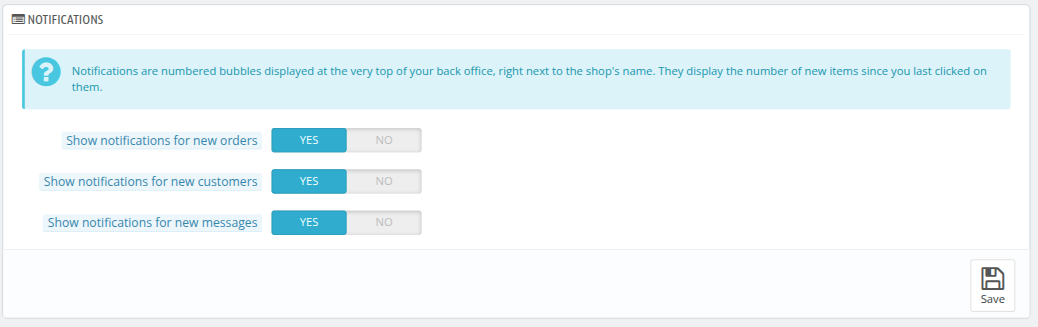 NOTIFICATIONS
?
Notifications are numbered bubbles displayed at the very top of your back office, right next to the shop's name. They display the number of new items since you last clicked on
them.
Show notifications for new orders YES NO
Show notifications for new customers YES NO
Show notifications for new messages YES NO
Save